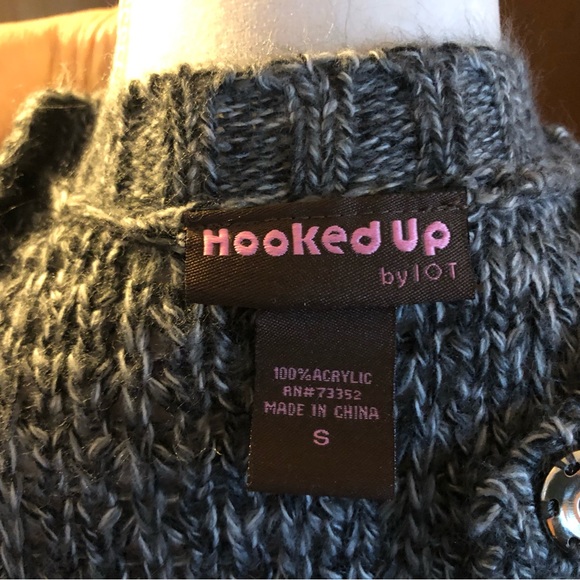 Hooked Up
by IOT
100% ACRYLIC
RN#73352
MADE IN CHINA
S